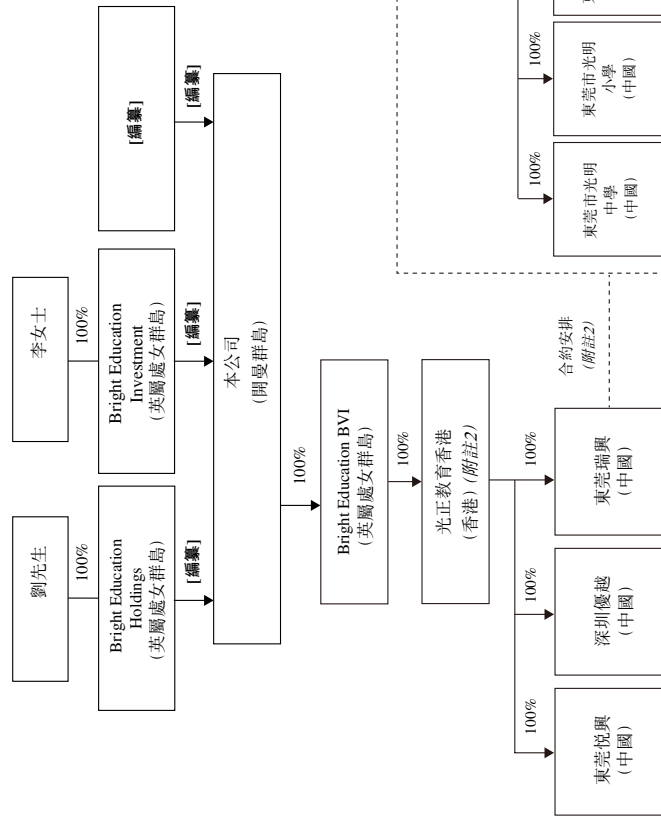 劉先生
李女士
100%
100%
Bright Education
Holdings
(英屬處女群島)
Bright Education
Investment
(英屬處女群島)
[編纂]
[編纂]
[編纂]
[編纂]
本公司
(開曼群島)
100%
Bright Education BVI
(英屬處女群島)
100%
光正教育香港
(香港) (附註2)
100%
100%
100%
東莞悦興
(中國)
深圳優越
(中國)
東莞瑞興
(中國)
合約安排
(附註2)
100%
100%
東莞市光明
中學
(中國)
東莞市光明
小學
(中國)